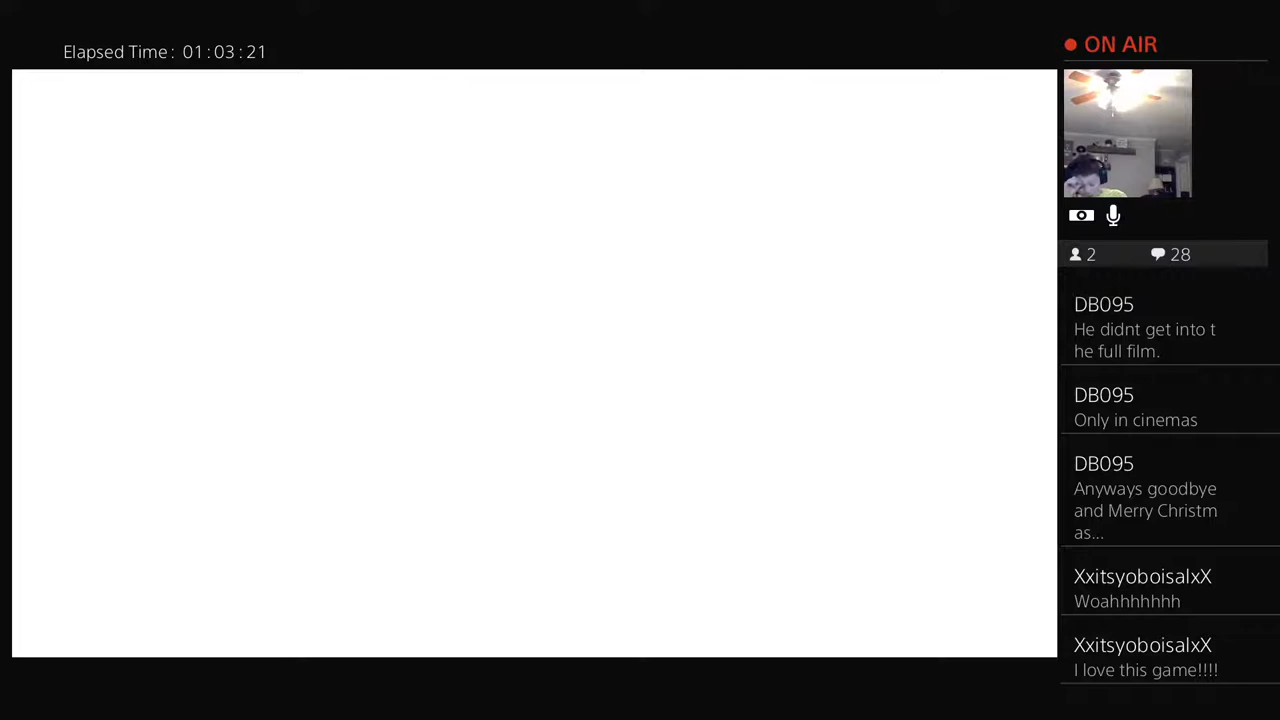 Elapsed Time: 01:03:21
ON AIR
2
28
DB095
He didnt get into t
he full film.
DB095
Only in cinemas
DB095
Anyways goodbye
and Merry Christm
as...
XxitsyoboisalxX
Woahhhhhhh
XxitsyoboisalxX
I love this game!!!!